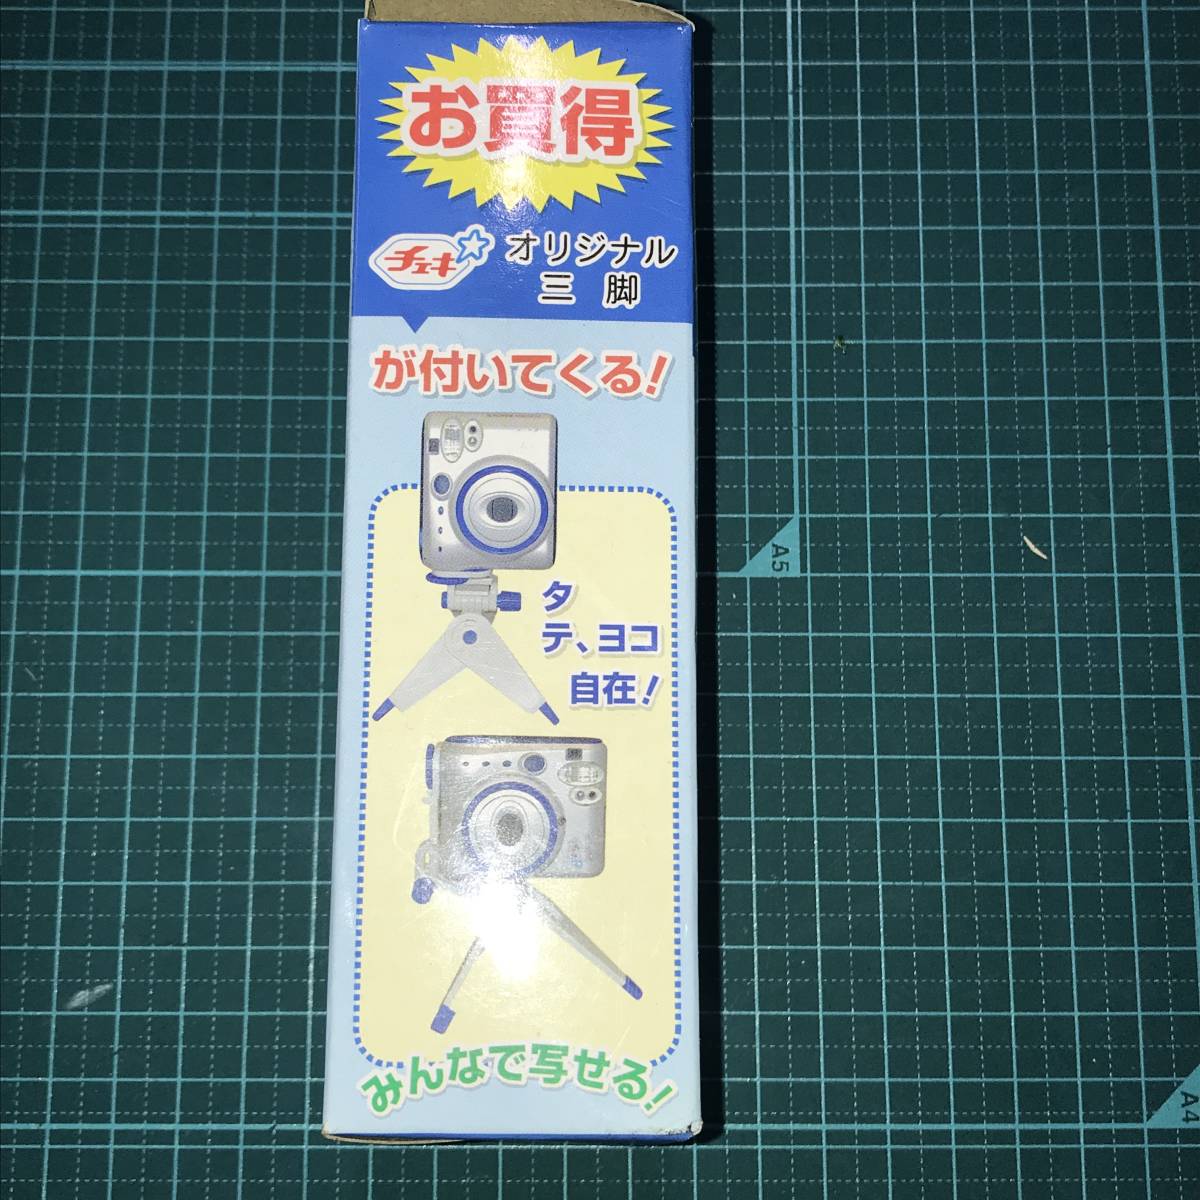 お買得
チェキ
オリジナル
三 脚
が付いてくる!
タ
テ、ヨコ
自在!
みんなで写せる!
A5
A4